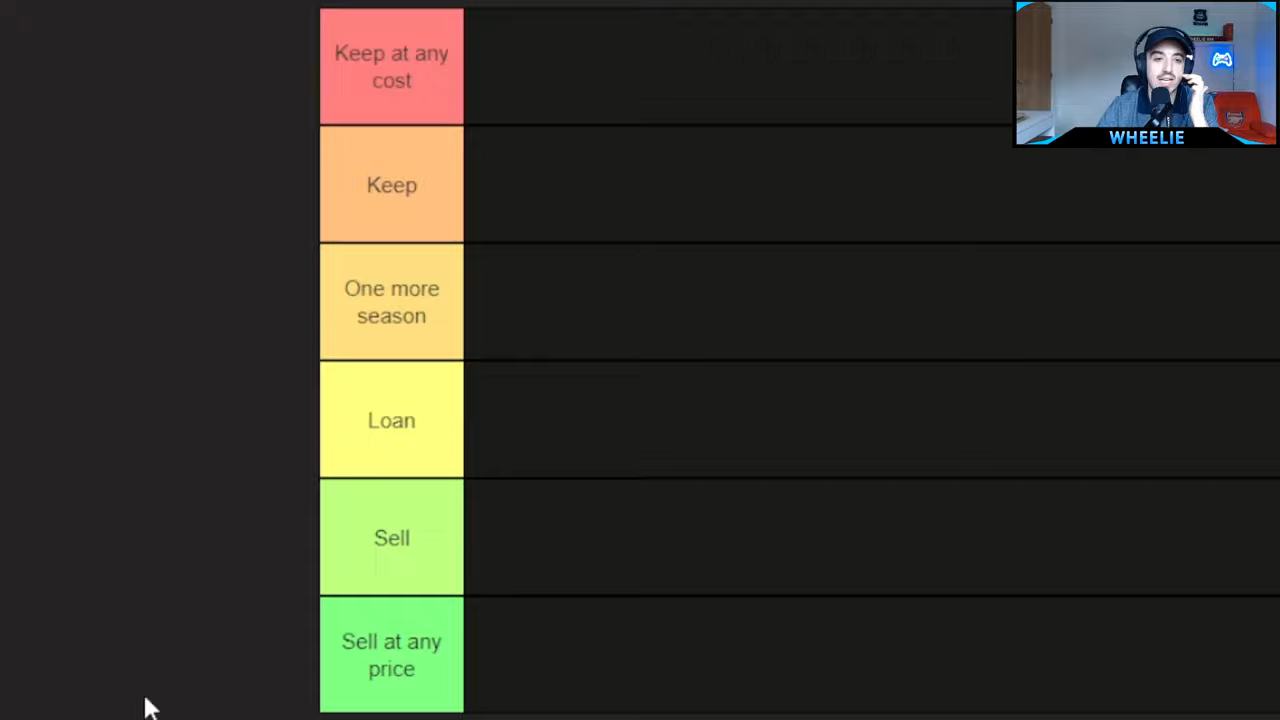 Keep at any
cost
Keep
One more
season
Loan
Sell
Sell at any
price
WHEELIE